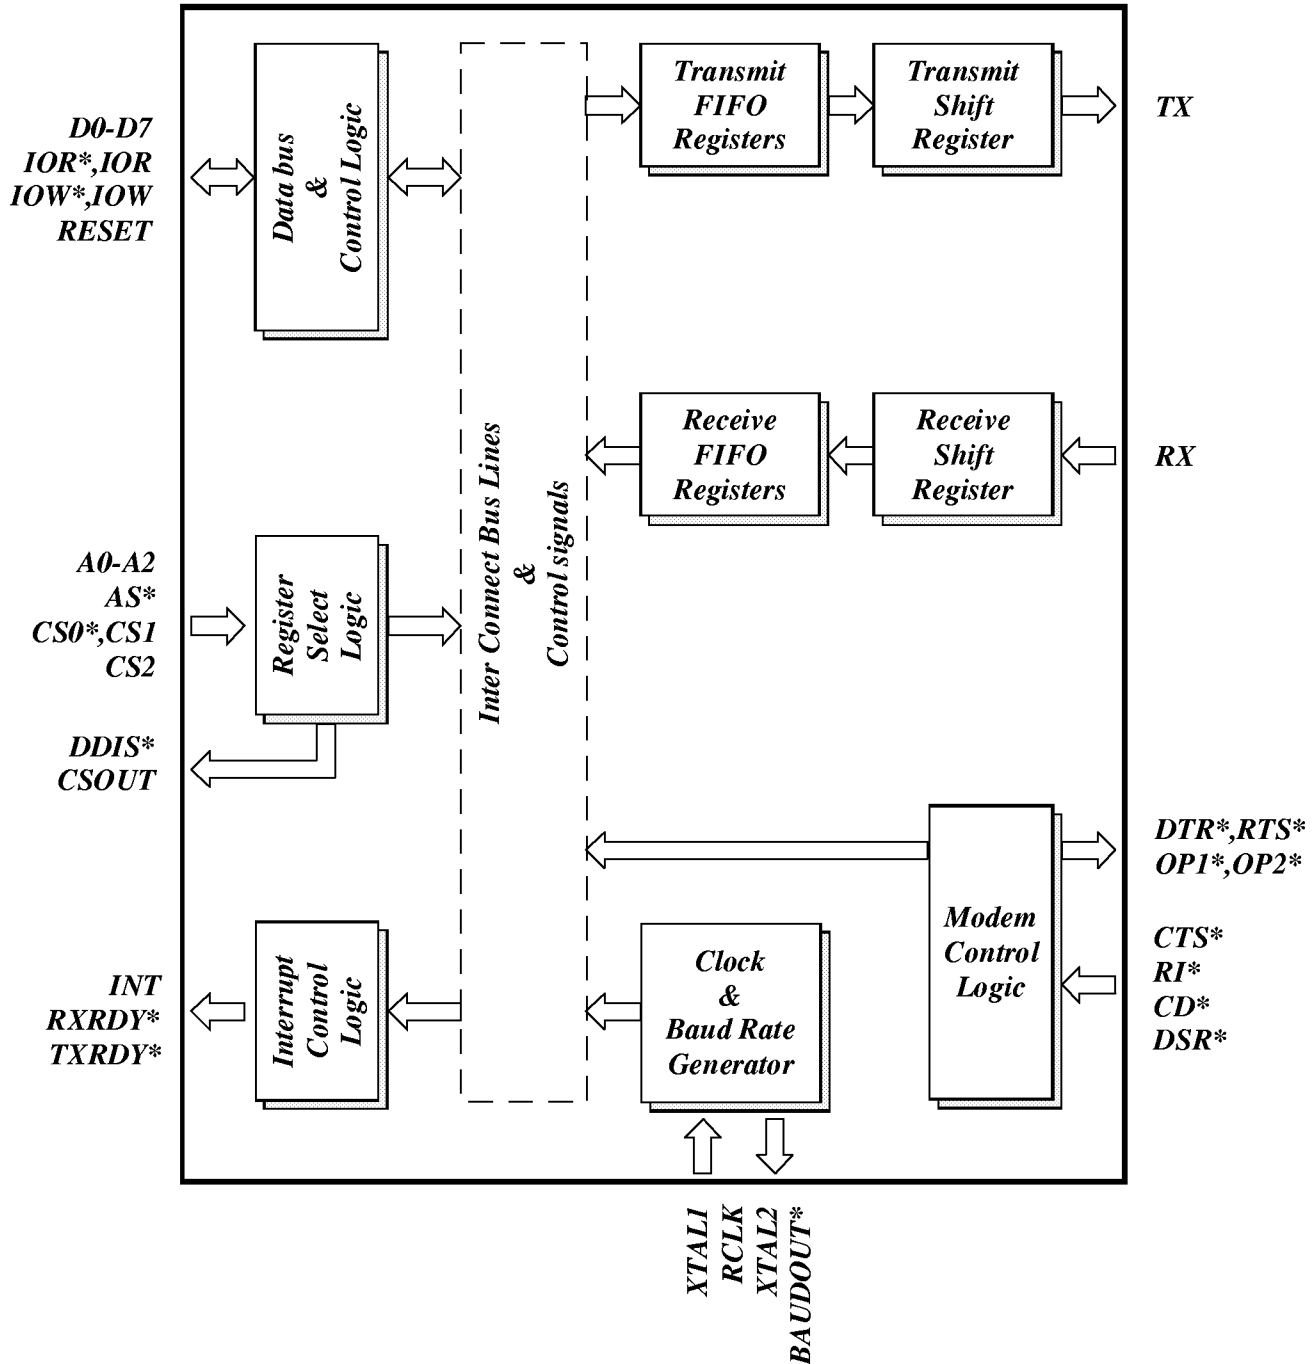 D0-D7
IOR*,IOR
IOW*,IOW
RESET
Data bus
&
Control Logic
Transmit
FIFO
Registers
Transmit
Shift
Register
TX
Receive
FIFO
Registers
Receive
Shift
Register
RX
Inter Connect Bus Lines
&
Control signals
A0-A2
AS*
CS0*,CS1
CS2
Register
Select
Logic
DDIS*
CSOUT
DTR*,RTS*
OP1*,OP2*
Modem
Control
Logic
CTS*
RI*
CD*
DSR*
INT
RXRDY*
TXRDY*
Interrupt
Control
Logic
Clock
&
Baud Rate
Generator
XTAL1
RCLK
XTAL2
BAUDOUT*